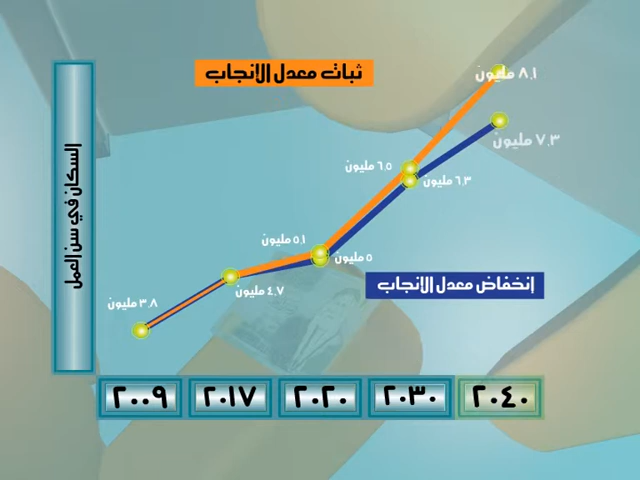 ثبات معدل الانجاب
٨.١ مليون
٧.٣ مليون
٦.٥ مليون
٦.٣ مليون
٥.١ مليون
٥ مليون
إنخفاض معدل الانجاب
٤.٧ مليون
٣.٨ مليون
السكان في سن العمل
٢٠٠٩
٢٠١٧
٢٠٢٠
٢٠٣٠
٢٠٤٠